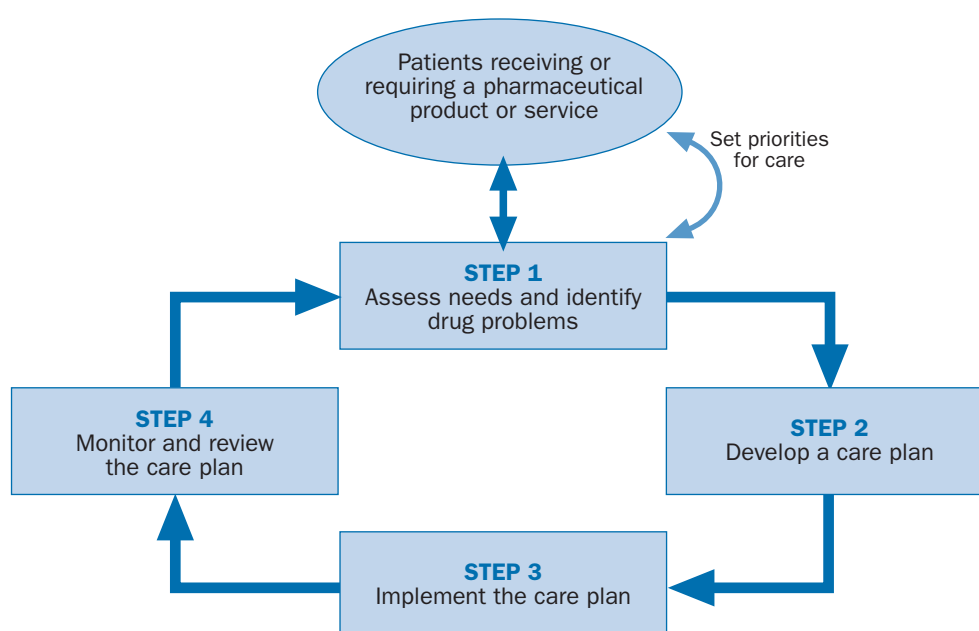 Patients receiving or
requiring a pharmaceutical
product or service
Set priorities
for care
STEP 1
Assess needs and identify
drug problems
STEP 4
Monitor and review
the care plan
STEP 2
Develop a care plan
STEP 3
Implement the care plan